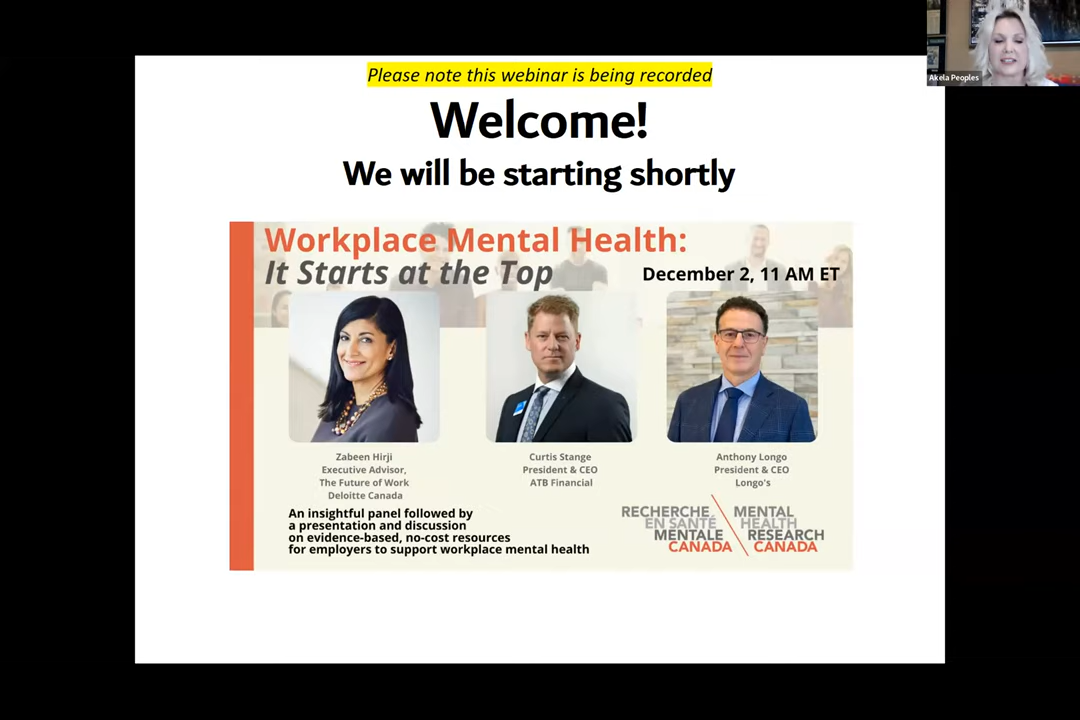 Please note this webinar is being recorded
Welcome!
We will be starting shortly
Akela Peoples
Workplace Mental Health:
It Starts at the Top
December 2, 11 AM ET
Zabeen Hirji
Executive Advisor,
The Future of Work
Deloitte Canada
Curtis Stange
President & CEO
ATB Financial
Anthony Longo
President & CEO
Longo's
An insightful panel followed by
a presentation and discussion
on evidence-based, no-cost resources
for employers to support workplace mental health
RECHERCHE
EN SANTÉ
MENTALE
CANADA
MENTAL
HEALTH
RESEARCH
CANADA